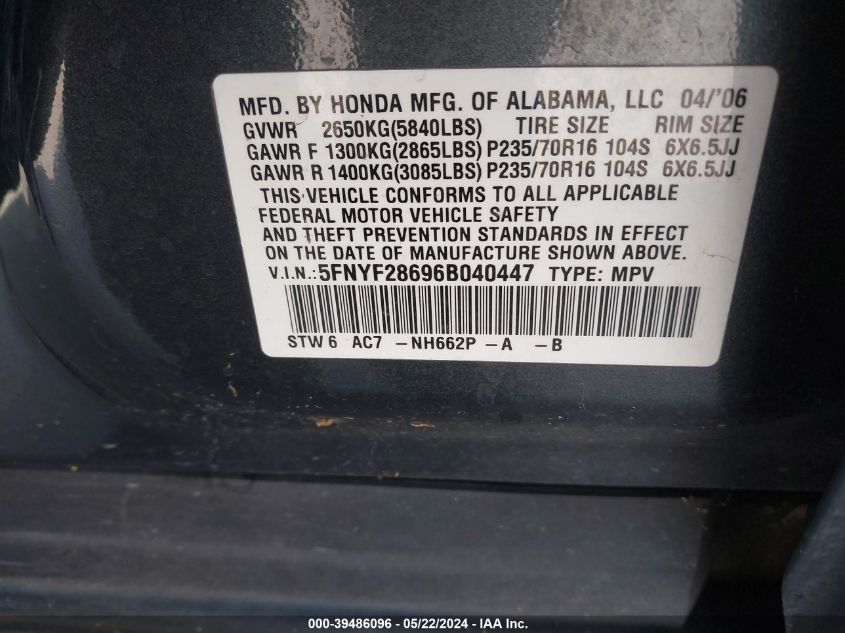 MFD. BY HONDA MFG. OF ALABAMA, LLC 04/'06
GVWR 2650KG(5840LBS) TIRE SIZE RIM SIZE
GAWR F 1300KG(2865LBS) P235/70R16 104S 6X6.5JJ
GAWR R 1400KG(3085LBS) P235/70R16 104S 6X6.5JJ
THIS VEHICLE CONFORMS TO ALL APPLICABLE
FEDERAL MOTOR VEHICLE SAFETY
AND THEFT PREVENTION STANDARDS IN EFFECT
ON THE DATE OF MANUFACTURE SHOWN ABOVE.
V.I.N.:5FNYF28696B040447 TYPE: MPV
STW6 AC7 -NH662P -A -B
000-39486096 - 05/22/2024 - IAA Inc.